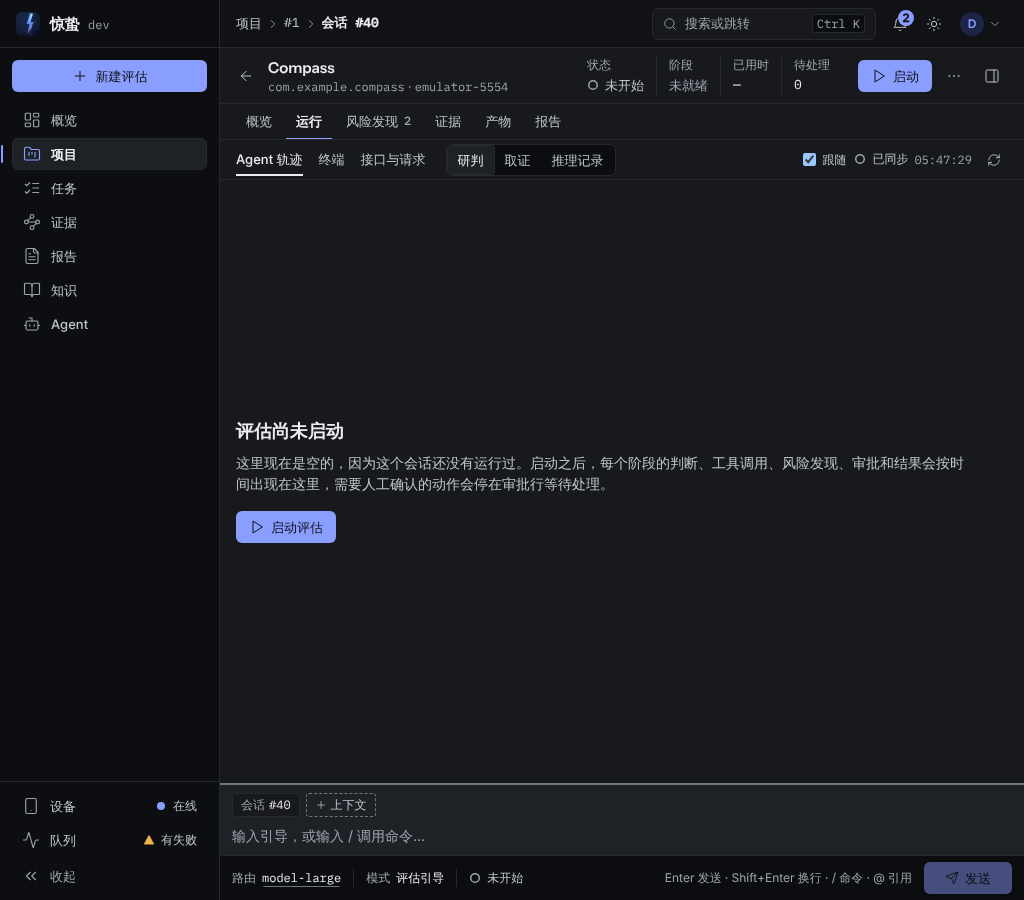 惊蛰 dev
项目 #1 会话 #40
搜索或跳转 Ctrl K
2
D
新建评估
概览
项目
任务
证据
报告
知识
Agent
设备 在线
队列 有失败
收起
Compass
com.example.compass · emulator-5554
状态 阶段 已用时 待处理
未开始 未就绪 — 0
启动
概览 运行 风险发现 2 证据 产物 报告
Agent 轨迹 终端 接口与请求 研判 取证 推理记录
跟随 已同步 05:47:29
评估尚未启动
这里现在是空的，因为这个会话还没有运行过。启动之后，每个阶段的判断、工具调用、风险发现、审批和结果会按时
间出现在这里，需要人工确认的动作会停在审批行等待处理。
启动评估
会话 #40 + 上下文
输入引导，或输入 / 调用命令...
路由 model-large 模式 评估引导 未开始
Enter 发送 · Shift+Enter 换行 · / 命令 · @ 引用
发送